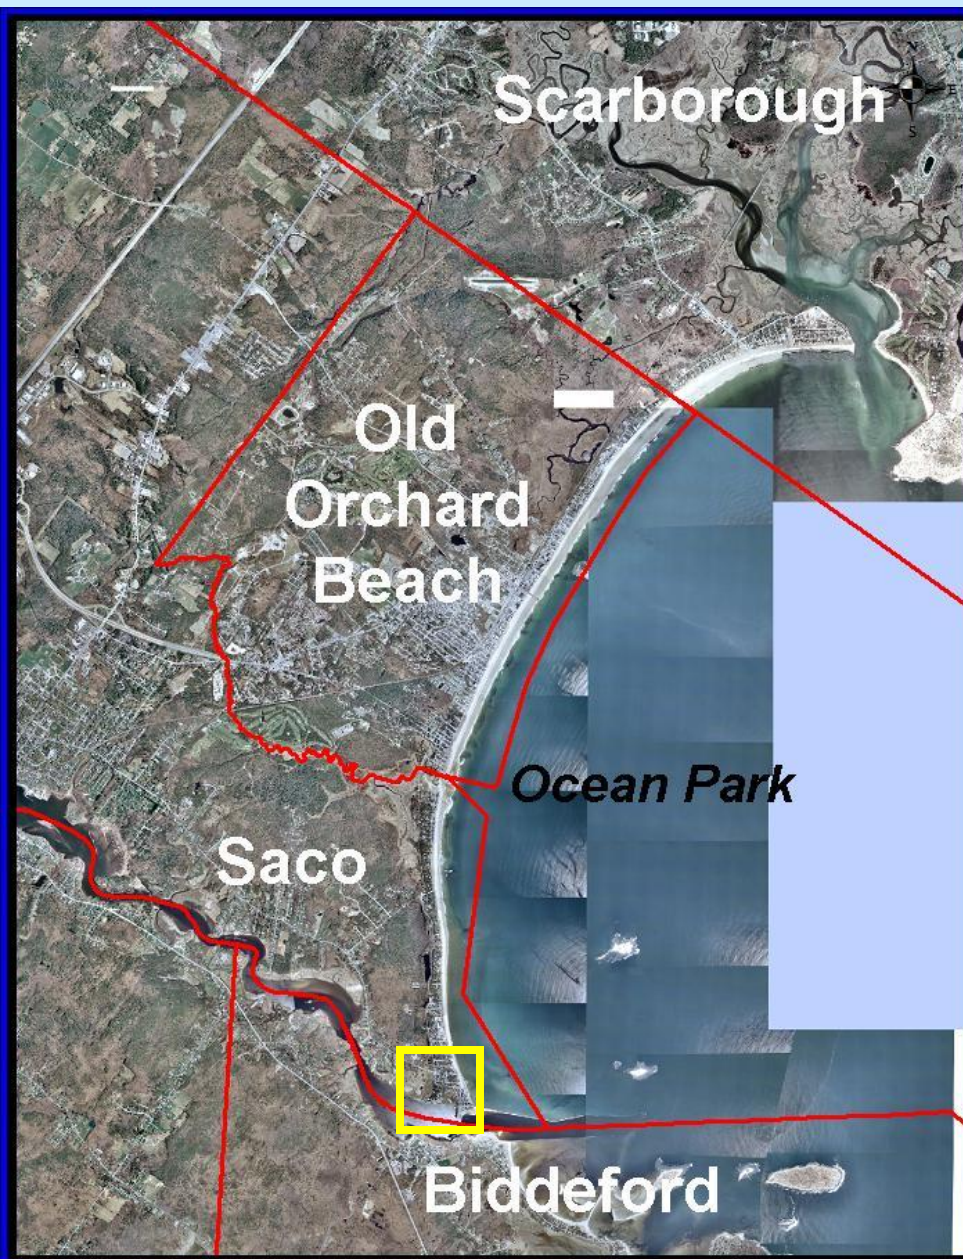 Scarborough
N
E
S
Old
Orchard
Beach
Ocean Park
Saco
Biddeford